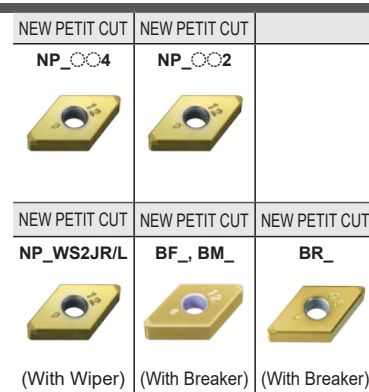 NEW PETIT CUT NEW PETIT CUT
NP_◌◌4 NP_◌◌2
NEW PETIT CUT NEW PETIT CUT NEW PETIT CUT
NP_WS2JR/L BF_, BM_ BR_
(With Wiper) (With Breaker) (With Breaker)